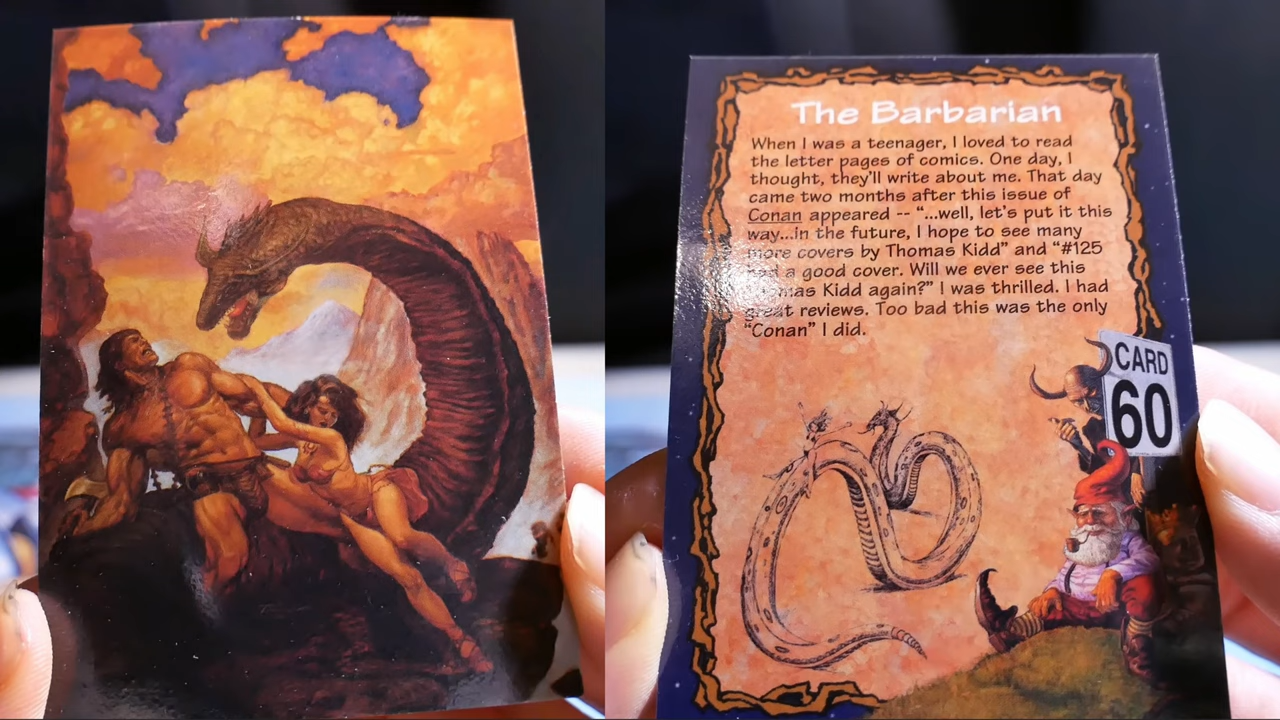 The Barbarian
When I was a teenager, I loved to read
the letter pages of comics. One day, I
thought, they'll write about me. That day
came two months after this issue of
Conan appeared -- "...well, let's put it this
way...in the future, I hope to see many
more covers by Thomas Kidd" and "#125
had a good cover. Will we ever see this
Thomas Kidd again?" I was thrilled. I had
great reviews. Too bad this was the only
"Conan" I did.
CARD
60